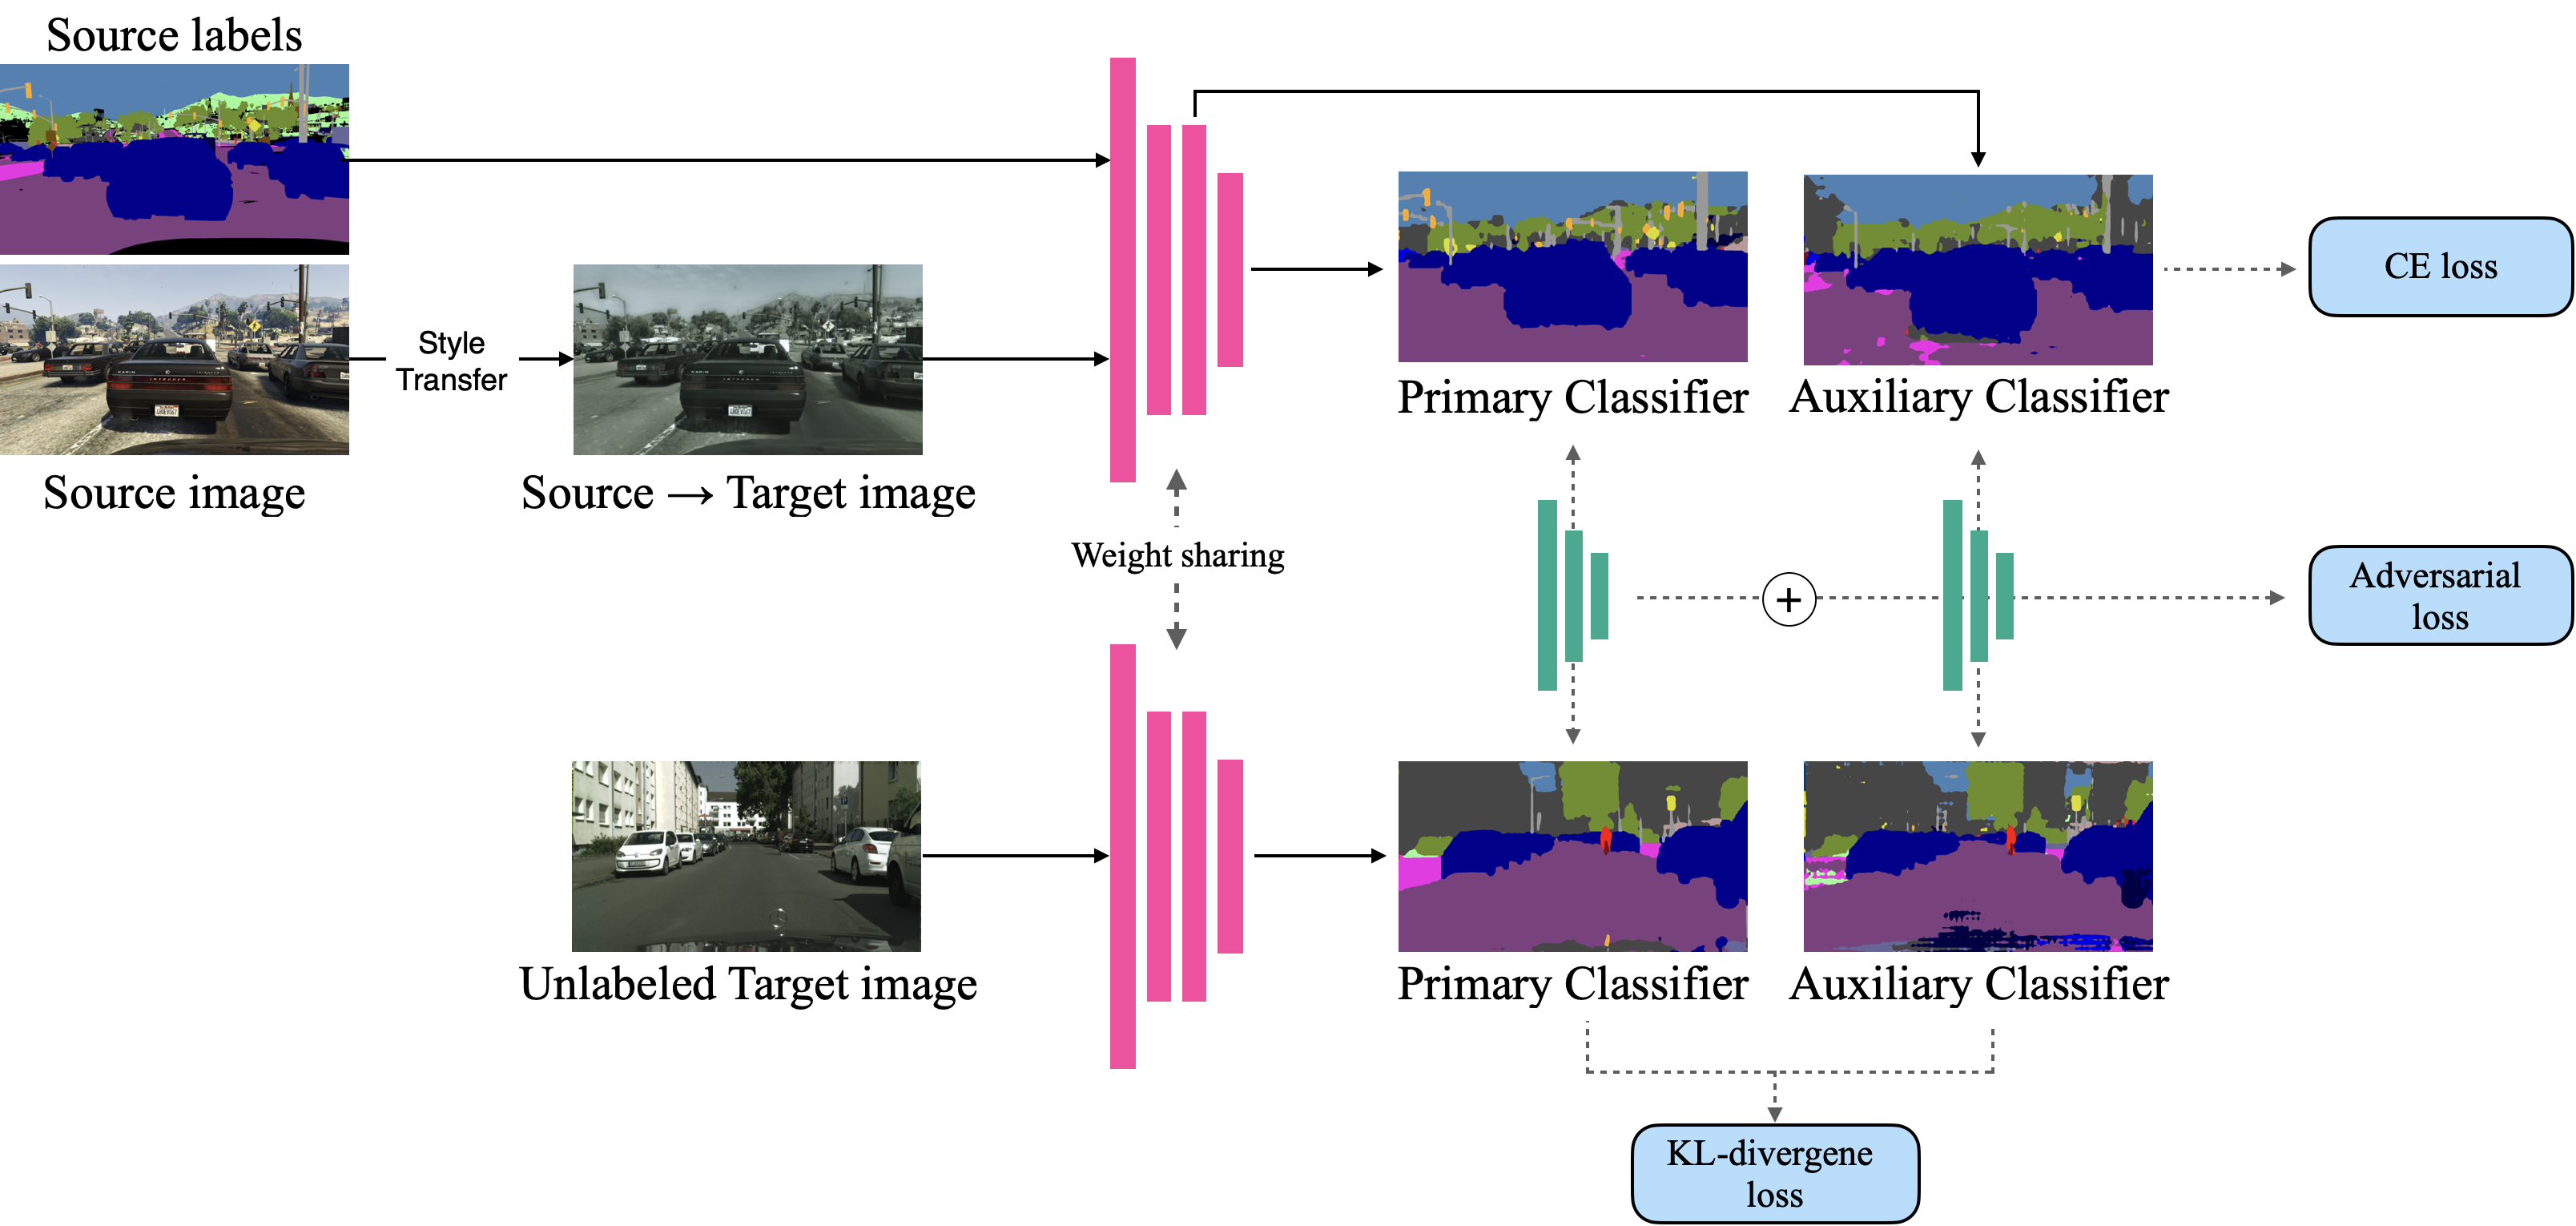 Source labels
Style
Transfer
Source image
Source → Target image
Primary Classifier
Auxiliary Classifier
CE loss
Weight sharing
+
Adversarial
loss
Unlabeled Target image
Primary Classifier
Auxiliary Classifier
KL-divergene
loss